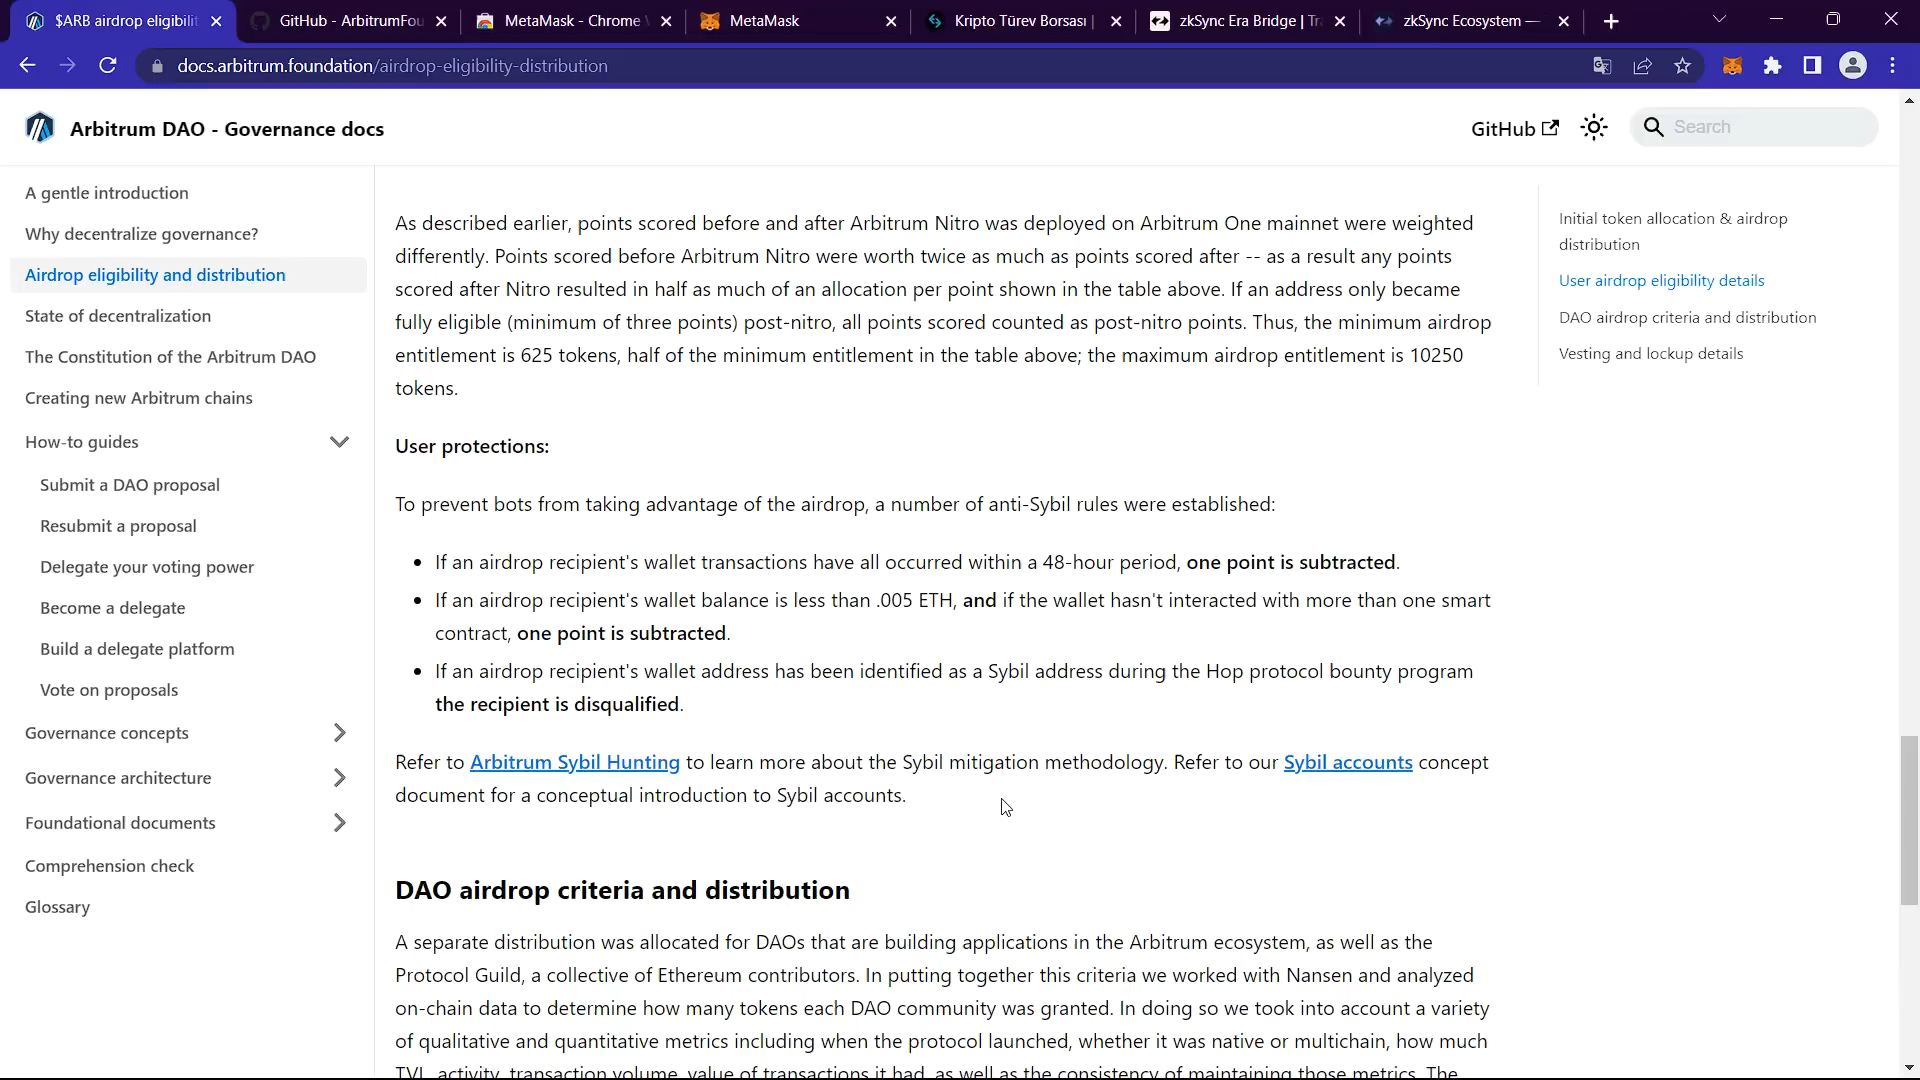 $ARB airdrop eligibilit
GitHub - ArbitrumFou
MetaMask - Chrome
MetaMask
Kripto Türev Borsası |
zkSync Era Bridge | Tr
zkSync Ecosystem —
docs.arbitrum.foundation/airdrop-eligibility-distribution
Arbitrum DAO - Governance docs
GitHub
Search
A gentle introduction
Why decentralize governance?
Airdrop eligibility and distribution
State of decentralization
The Constitution of the Arbitrum DAO
Creating new Arbitrum chains
How-to guides
Submit a DAO proposal
Resubmit a proposal
Delegate your voting power
Become a delegate
Build a delegate platform
Vote on proposals
Governance concepts
Governance architecture
Foundational documents
Comprehension check
Glossary
As described earlier, points scored before and after Arbitrum Nitro was deployed on Arbitrum One mainnet were weighted
differently. Points scored before Arbitrum Nitro were worth twice as much as points scored after -- as a result any points
scored after Nitro resulted in half as much of an allocation per point shown in the table above. If an address only became
fully eligible (minimum of three points) post-nitro, all points scored counted as post-nitro points. Thus, the minimum airdrop
entitlement is 625 tokens, half of the minimum entitlement in the table above; the maximum airdrop entitlement is 10250
tokens.
User protections:
To prevent bots from taking advantage of the airdrop, a number of anti-Sybil rules were established:
• If an airdrop recipient's wallet transactions have all occurred within a 48-hour period, one point is subtracted.
• If an airdrop recipient's wallet balance is less than .005 ETH, and if the wallet hasn't interacted with more than one smart
contract, one point is subtracted.
• If an airdrop recipient's wallet address has been identified as a Sybil address during the Hop protocol bounty program
the recipient is disqualified.
Refer to Arbitrum Sybil Hunting to learn more about the Sybil mitigation methodology. Refer to our Sybil accounts concept
document for a conceptual introduction to Sybil accounts.
DAO airdrop criteria and distribution
A separate distribution was allocated for DAOs that are building applications in the Arbitrum ecosystem, as well as the
Protocol Guild, a collective of Ethereum contributors. In putting together this criteria we worked with Nansen and analyzed
on-chain data to determine how many tokens each DAO community was granted. In doing so we took into account a variety
of qualitative and quantitative metrics including when the protocol launched, whether it was native or multichain, how much
TVL, activity, transaction volume, value of transactions it had, as well as the consistency of maintaining those metrics. The
Initial token allocation & airdrop
distribution
User airdrop eligibility details
DAO airdrop criteria and distribution
Vesting and lockup details